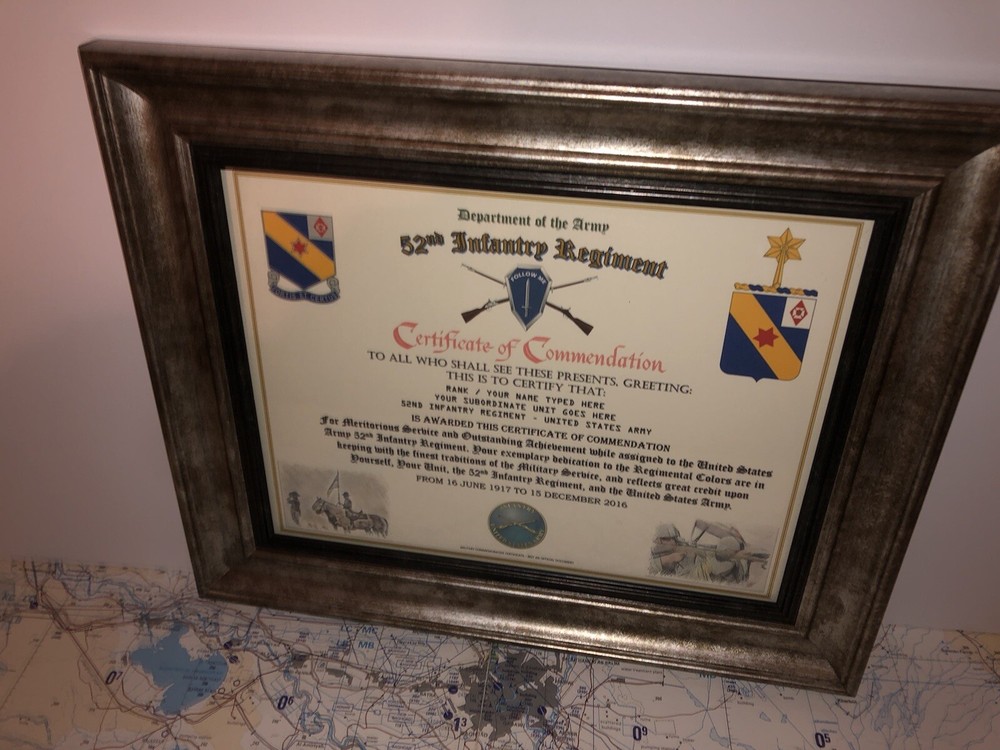 Department of the Army
52nd Infantry Regiment
FOLLOW ME
Certificate of Commendation
TO ALL WHO SHALL SEE THESE PRESENTS, GREETING:
THIS IS TO CERTIFY THAT:
RANK / YOUR NAME TYPED HERE
YOUR SUBORDINATE UNIT GOES HERE
52ND INFANTRY REGIMENT - UNITED STATES ARMY
IS AWARDED THIS CERTIFICATE OF COMMENDATION
For Meritorious Service and Outstanding Achievement while assigned to the United States
Army 52nd Infantry Regiment. Your exemplary dedication to the Regimental Colors are in
keeping with the finest traditions of the Military Service, and reflects great credit upon
Yourself, Your Unit, the 52nd Infantry Regiment, and the United States Army.
FROM 16 JUNE 1917 TO 15 DECEMBER 2016
07
06
13
09
05